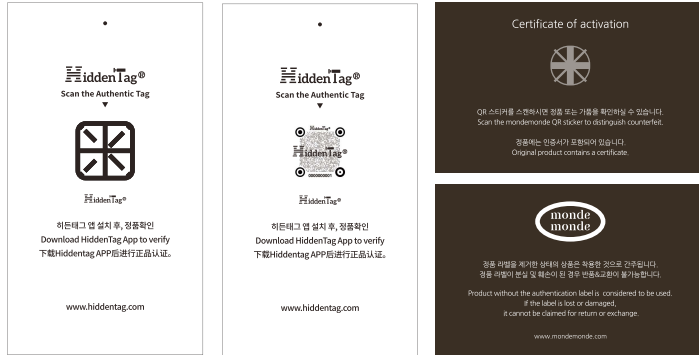 HiddenTag®
Scan the Authentic Tag
HiddenTag®
히든태그 앱 설치 후, 정품확인
Download HiddenTag App to verify
下载Hiddentag APP后进行正品认证。
www.hiddentag.com
HiddenTag®
Scan the Authentic Tag
HiddenTag®
HiddenTag®
0000000001
HiddenTag®
히든태그 앱 설치 후, 정품확인
Download HiddenTag App to verify
下载Hiddentag APP后进行正品认证。
www.hiddentag.com
Certificate of activation
QR 스티커를 스캔하시면 정품 또는 가품을 확인하실 수 있습니다.
Scan the mondemonde QR sticker to distinguish counterfeit.
정품에는 인증서가 포함되어 있습니다.
Original product contains a certificate.
monde
monde
정품 라벨을 제거한 상태의 상품은 착용한 것으로 간주됩니다.
정품 라벨이 분실 및 훼손이 된 경우 반품&교환이 불가능합니다.
Product without the authentication label is considered to be used.
If the label is lost or damaged,
it cannot be claimed for return or exchange.
www.mondemonde.com